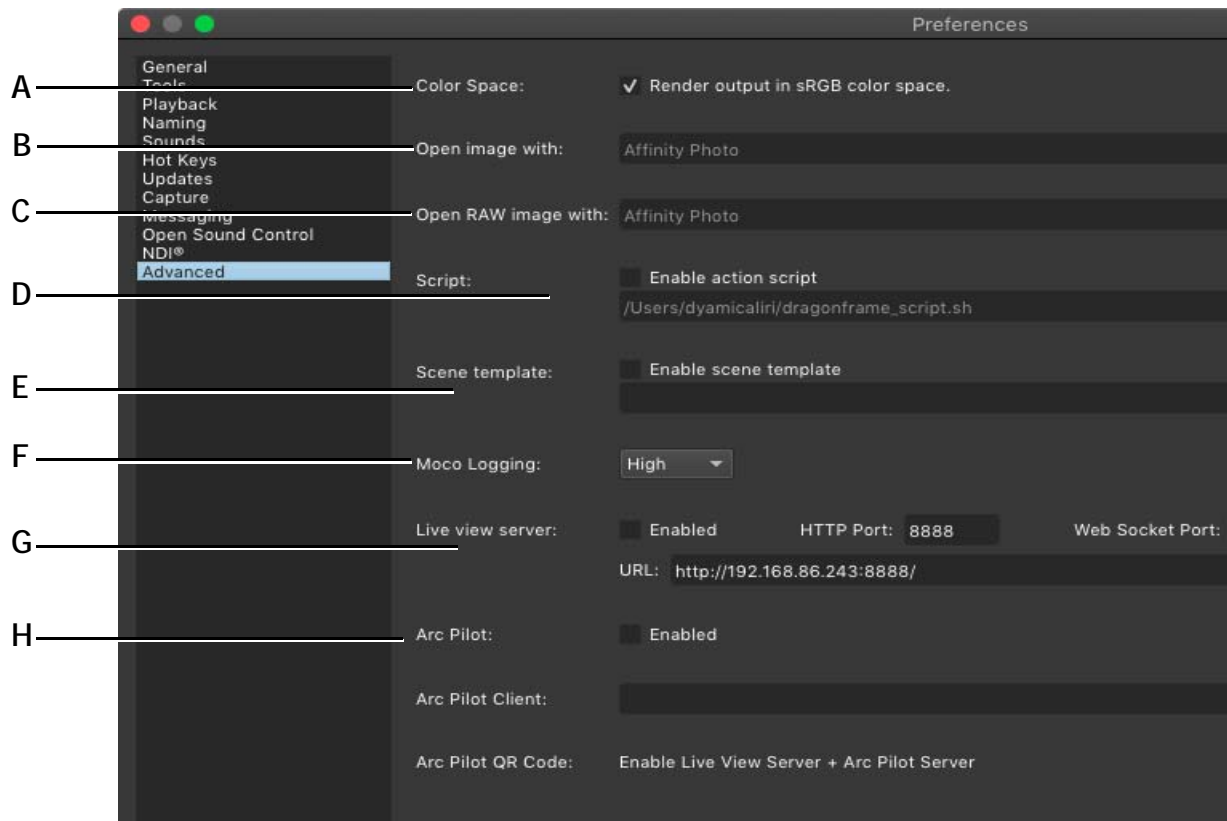 Preferences
General
Tools
Playback
Naming
Sounds
Hot Keys
Updates
Capture
Messaging
Open Sound Control
NDI®
Advanced
A
Color Space: ✓ Render output in sRGB color space.
B
Open image with: Affinity Photo
C
Open RAW image with: Affinity Photo
D
Script: Enable action script
/Users/dyamicaliri/dragonframe_script.sh
E
Scene template: Enable scene template
F
Moco Logging: High
G
Live view server: Enabled HTTP Port: 8888 Web Socket Port:
URL: http://192.168.86.243:8888/
H
Arc Pilot: Enabled
Arc Pilot Client:
Arc Pilot QR Code: Enable Live View Server + Arc Pilot Server